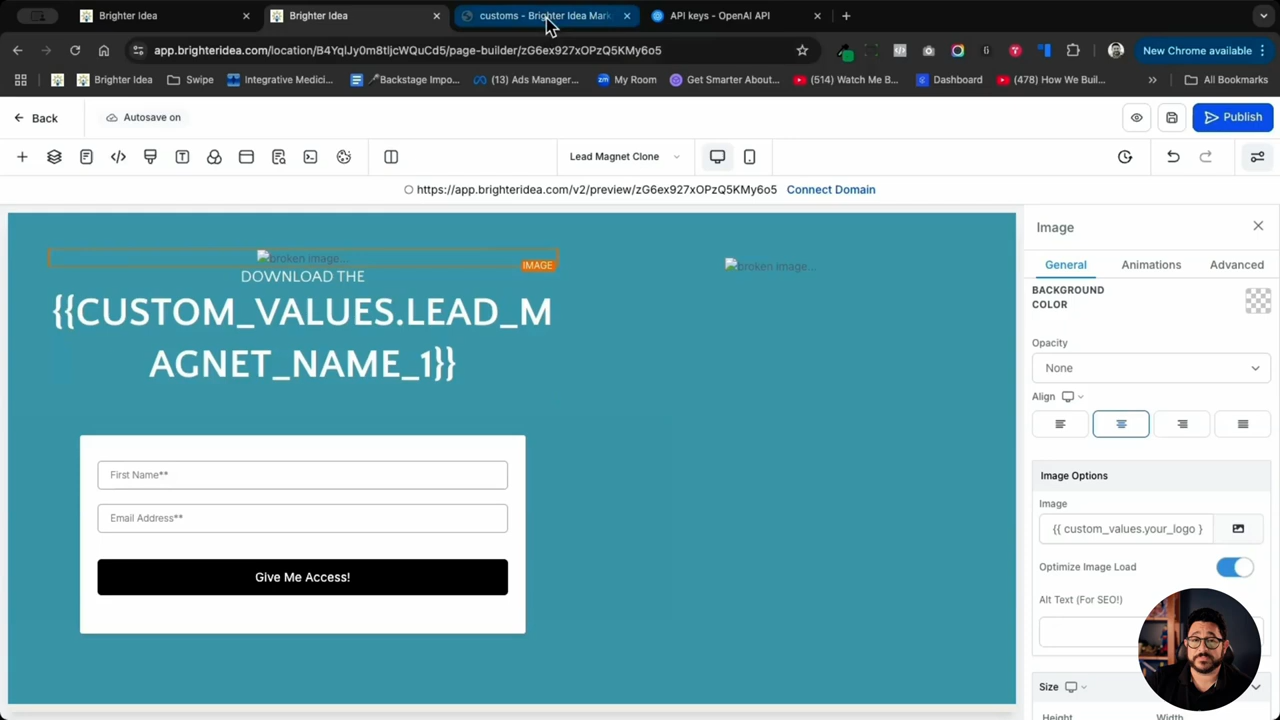 Brighter Idea
Brighter Idea
customs - Brighter Idea Mark
API keys - OpenAI API
app.brighteridea.com/location/B4YqIJy0m8tIjcWQuCd5/page-builder/zG6ex927xOPzQ5KMy6o5
New Chrome available
Brighter Idea
Swipe
Integrative Medici...
Backstage Impo...
(13) Ads Manager...
My Room
Get Smarter About...
(514) Watch Me B...
Dashboard
(478) How We Buil...
All Bookmarks
Back
Autosave on
Publish
Lead Magnet Clone
https://app.brighteridea.com/v2/preview/zG6ex927xOPzQ5KMy6o5 Connect Domain
broken image...
IMAGE
broken image...
DOWNLOAD THE
{{CUSTOM_VALUES.LEAD_M
AGNET_NAME_1}}
First Name**
Email Address**
Give Me Access!
Image
General
Animations
Advanced
BACKGROUND
COLOR
Opacity
None
Align
Image Options
Image
{{ custom_values.your_logo }
Optimize Image Load
Alt Text (For SEO!)
Size
Height
Width